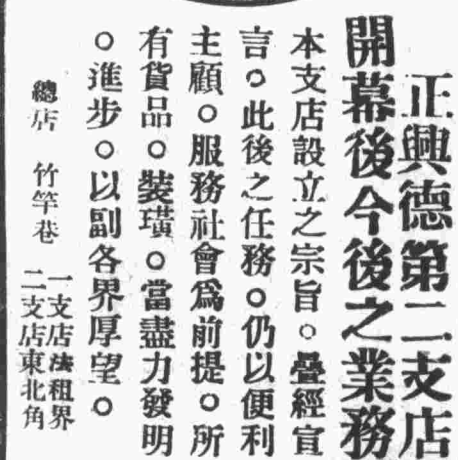 正興德第二支店
開幕後今後之業務
本支店設立之宗旨。疊經宣
言。此後之任務。仍以便利
主顧。服務社會爲前提。所
有貨品。裝璜。當盡力發明
。進步。以副各界厚望。
總店 竹竿巷
一支店法租界
二支店東北角